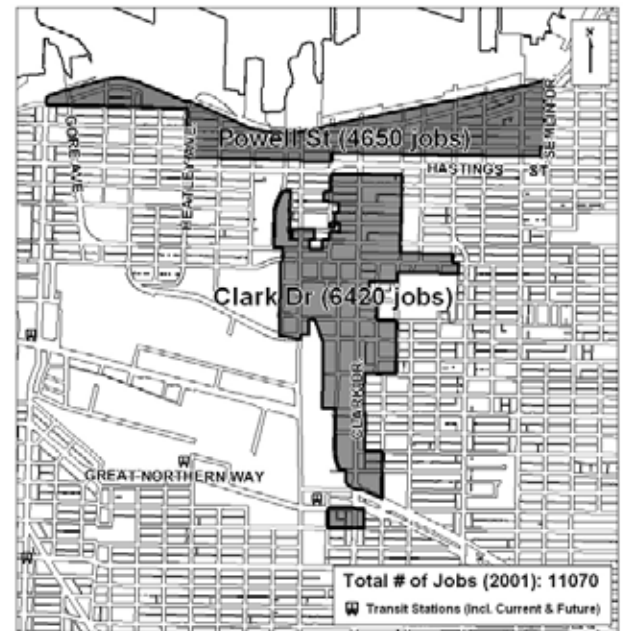 N
GORE AVE
HEATLEY AVE
Powell St (4650 jobs)
SEMLIN DR.
HASTINGS ST
Clark Dr (6420 jobs)
CLARK DR.
GREAT NORTHERN WAY
Total # of Jobs (2001): 11070
Transit Stations (Incl. Current & Future)